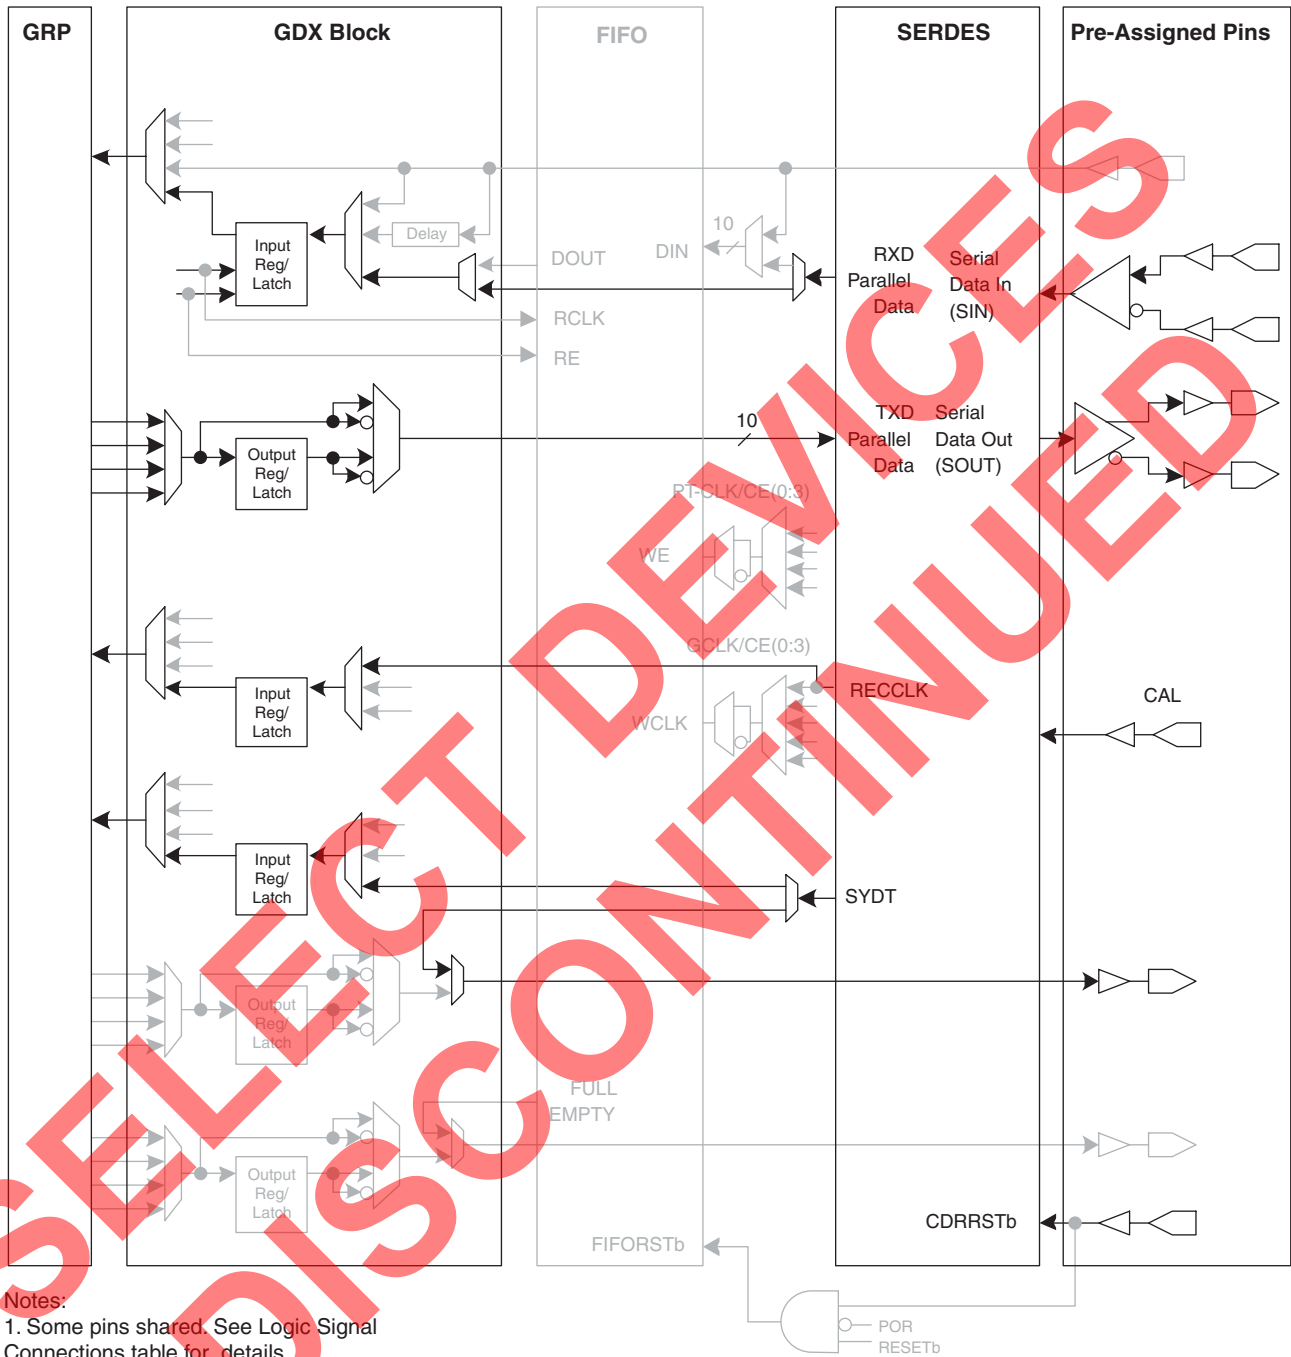 GRP
GDX Block
FIFO
SERDES
Pre-Assigned Pins
Input
Reg/
Latch
Delay
DOUT
DIN
10
RCLK
RE
RXD
Parallel
Data
Serial
Data In
(SIN)
Output
Reg/
Latch
10
TXD
Parallel
Data
Serial
Data Out
(SOUT)
PT-CLK/CE(0:3)
WE
GCLK/CE(0:3)
WCLK
Input
Reg/
Latch
RECCLK
CAL
Input
Reg/
Latch
SYDT
Output
Reg/
Latch
FULL
EMPTY
Output
Reg/
Latch
CDRRSTb
FIFORSTb
POR
RESETb
Notes:
1. Some pins shared. See Logic Signal
Connections table for details
SELECT DEVICES
DISCONTINUED